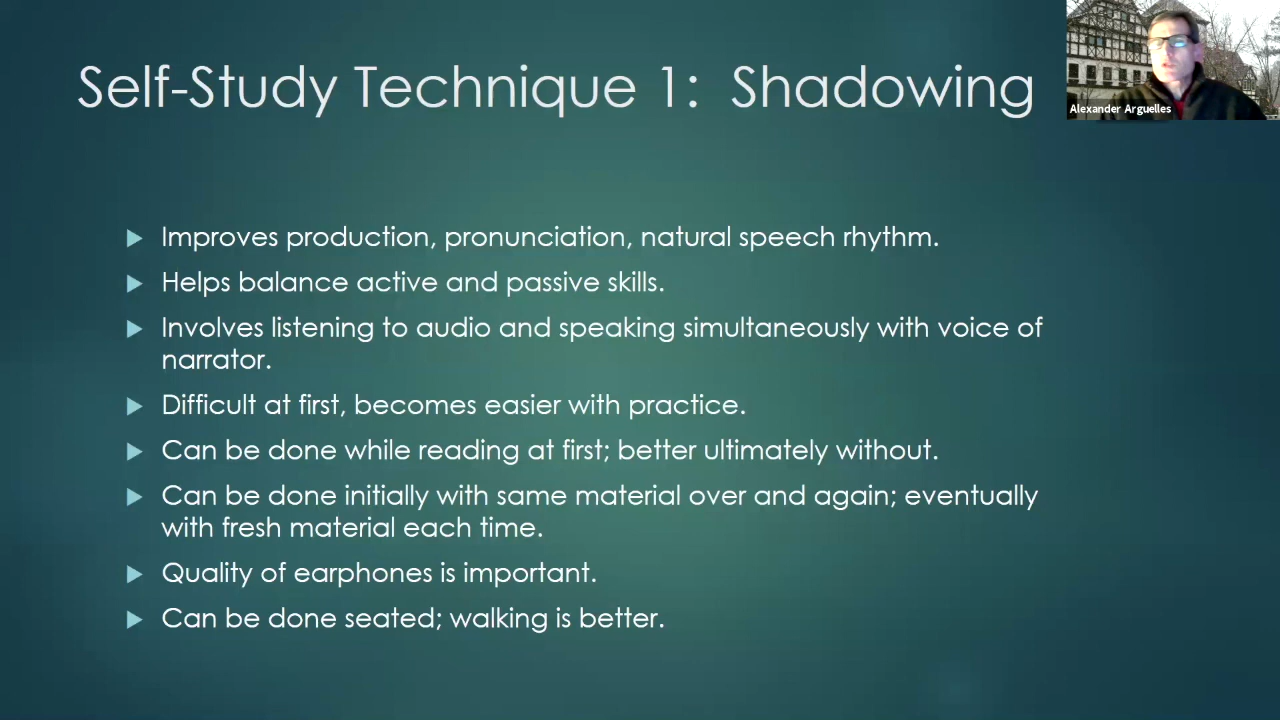 Self-Study Technique 1: Shadowing
Alexander Arguelles
Improves production, pronunciation, natural speech rhythm.
Helps balance active and passive skills.
Involves listening to audio and speaking simultaneously with voice of
narrator.
Difficult at first, becomes easier with practice.
Can be done while reading at first; better ultimately without.
Can be done initially with same material over and again; eventually
with fresh material each time.
Quality of earphones is important.
Can be done seated; walking is better.